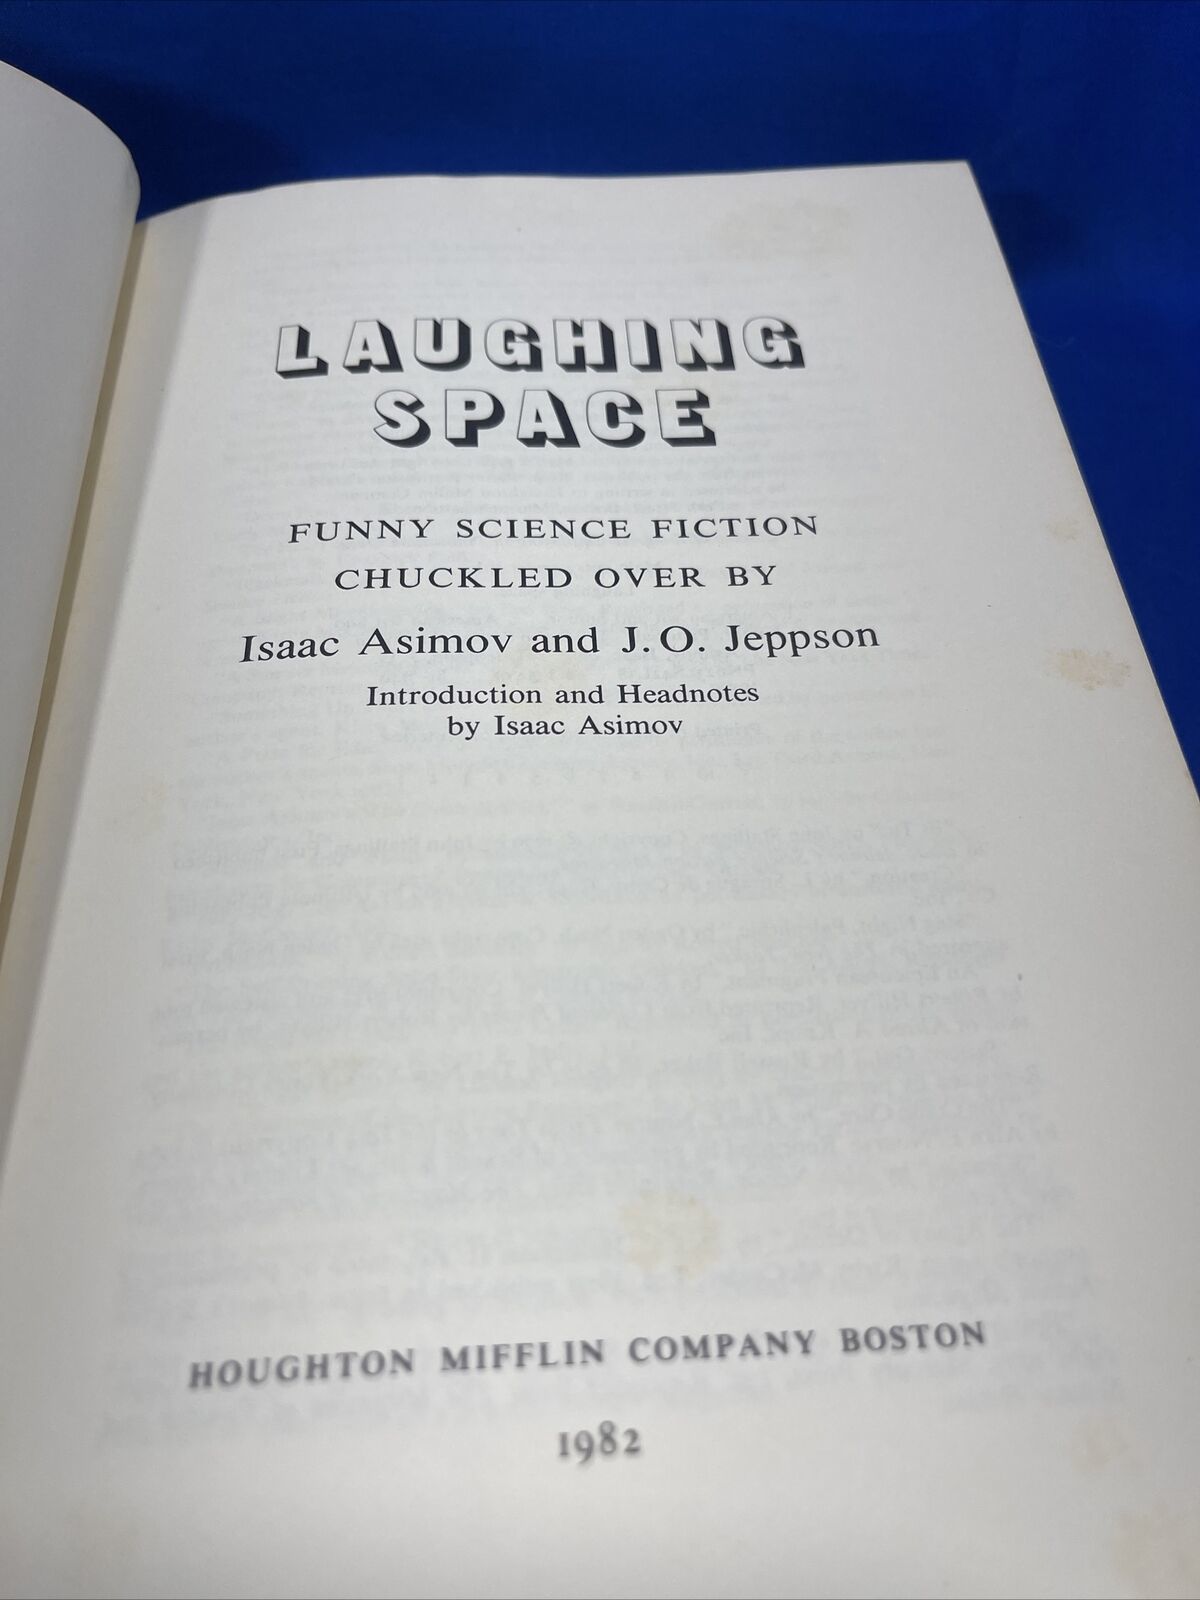 LAUGHING
SPACE
FUNNY SCIENCE FICTION
CHUCKLED OVER BY
Isaac Asimov and J. O. Jeppson
Introduction and Headnotes
by Isaac Asimov
HOUGHTON MIFFLIN COMPANY BOSTON
1982